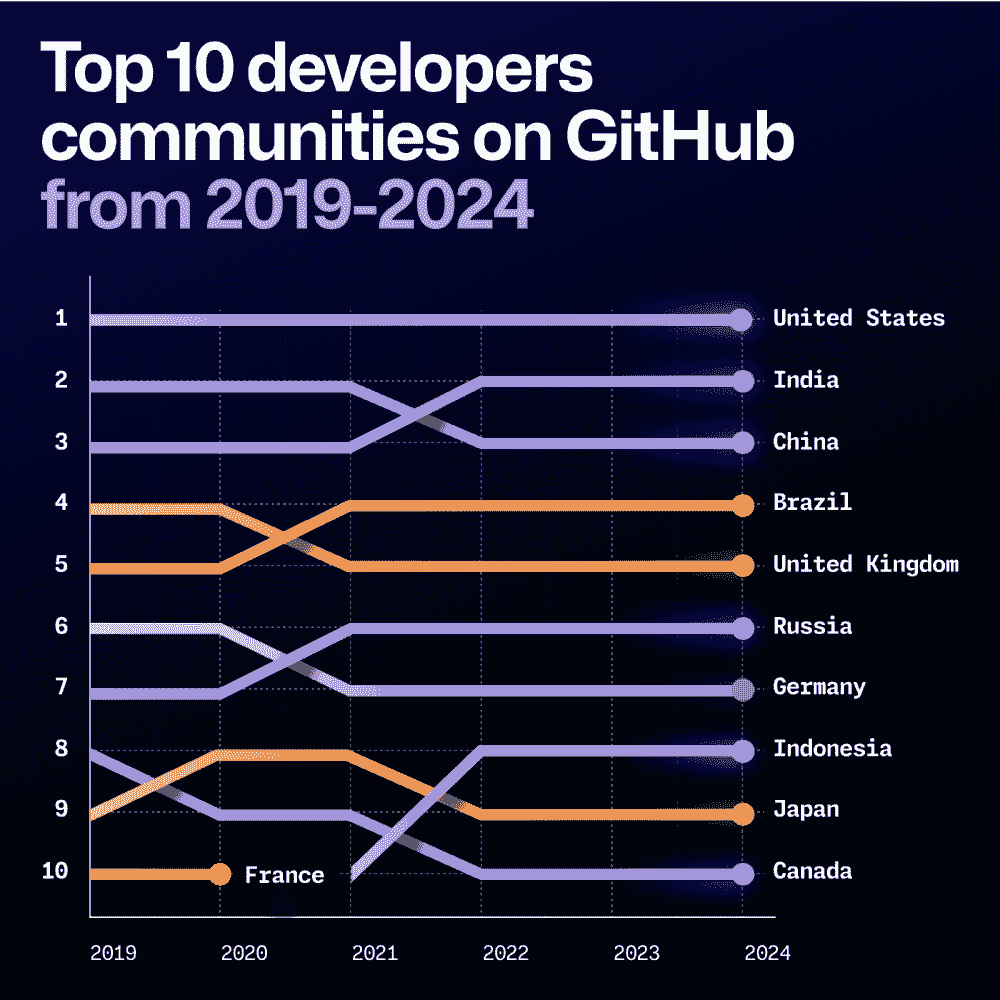 Top 10 developers
communities on GitHub
from 2019-2024
1
United States
2
India
3
China
4
Brazil
5
United Kingdom
6
Russia
7
Germany
8
Indonesia
9
Japan
10
France
Canada
2019
2020
2021
2022
2023
2024